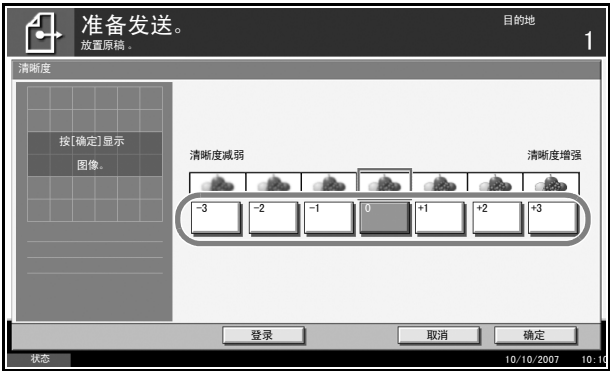 准备发送。
放置原稿。
目的地
1
清晰度
按[确定]显示
图像。
清晰度减弱
清晰度增强
-3
-2
-1
0
+1
+2
+3
登录
取消
确定
状态
10/10/2007 10:10